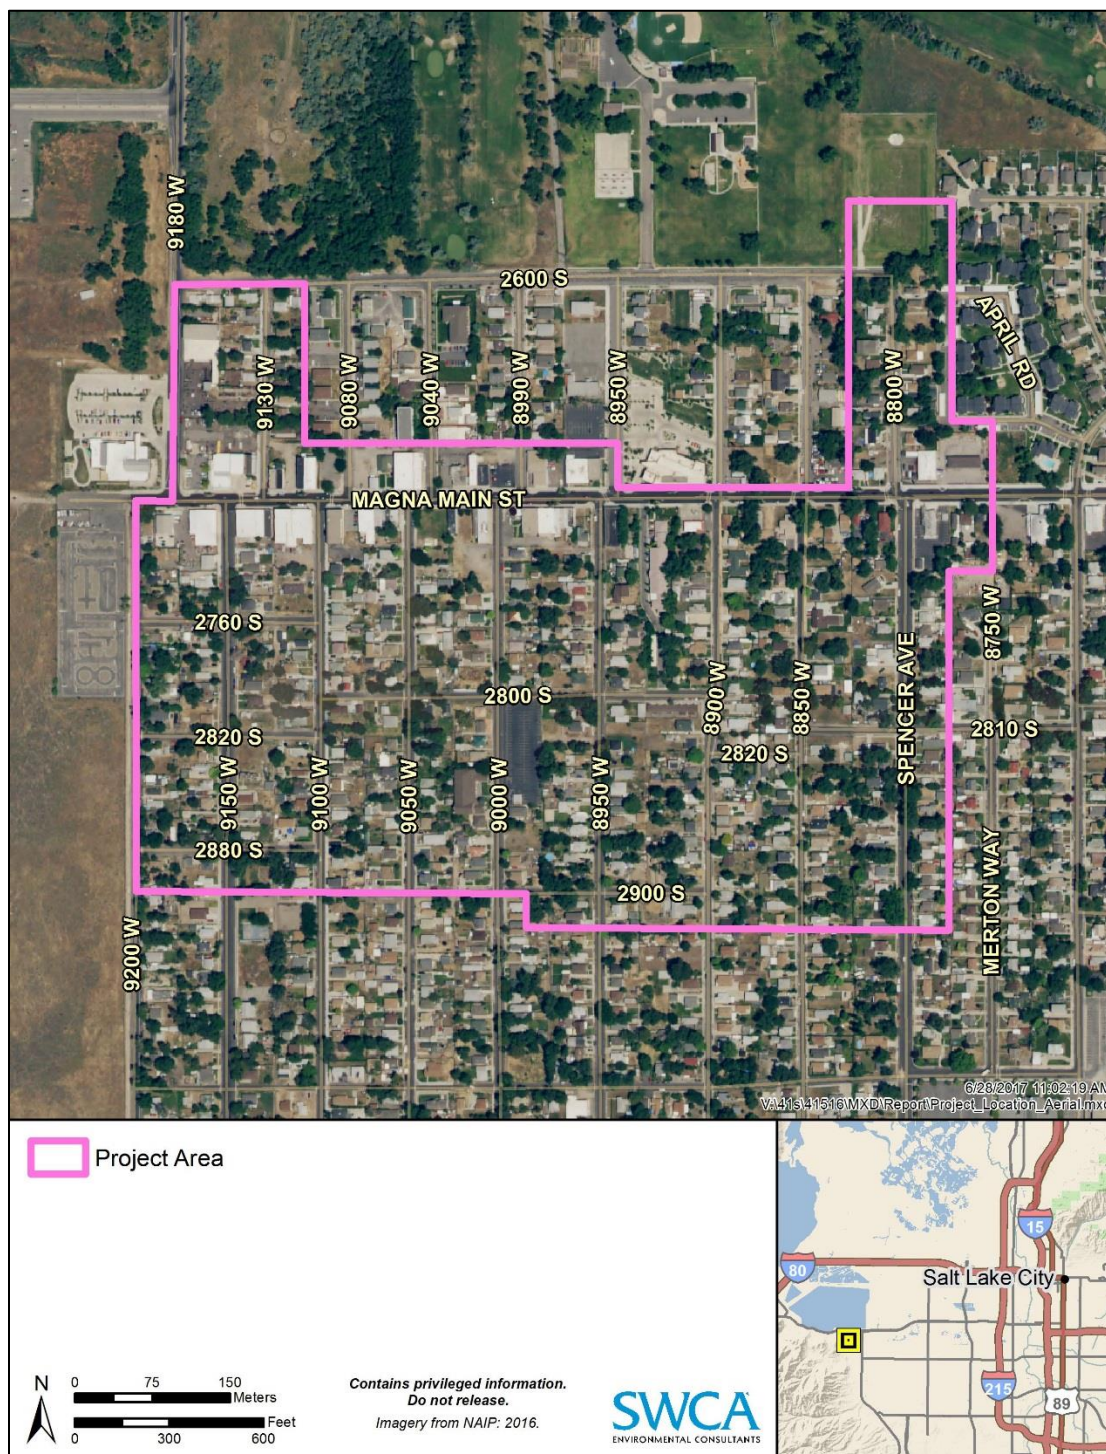 9180 W
2600 S
APRIL RD
9130 W
9080 W
9040 W
8990 W
8950 W
8800 W
MAGNA MAIN ST
2760 S
8750 W
SPENCER AVE
2800 S
8900 W
8850 W
2820 S
2820 S
2810 S
9150 W
9100 W
9050 W
9000 W
8950 W
2880 S
2900 S
MERTON WAY
9200 W
6/28/2017 11:02:19 AM
V:\41s\41516\MXD\Report\Project_Location_Aerial.mxd
Project Area
15
80
Salt Lake City
215
89
N
0 75 150
Meters
Feet
0 300 600
Contains privileged information.
Do not release.
Imagery from NAIP: 2016.
SWCA
ENVIRONMENTAL CONSULTANTS